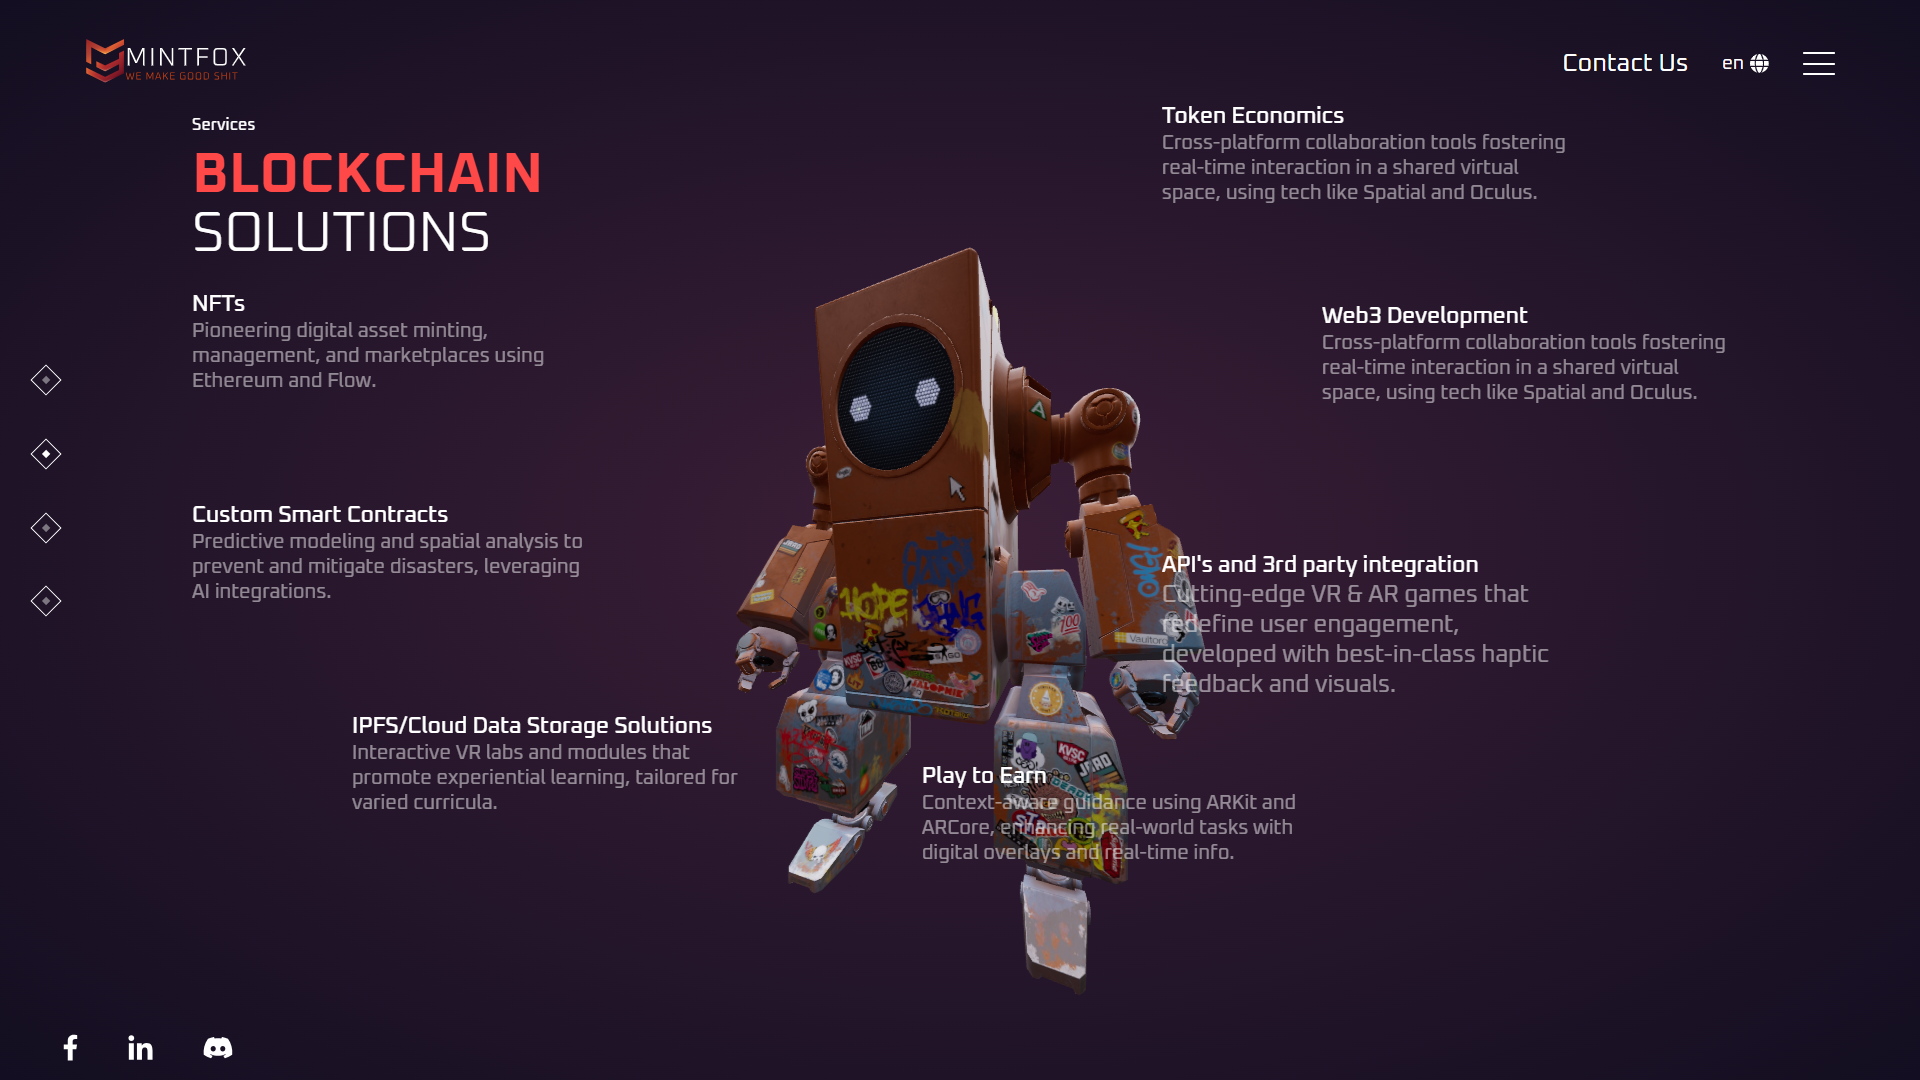 MINTFOX
WE MAKE GOOD SHIT
Contact Us
en
Services
BLOCKCHAIN
SOLUTIONS
NFTs
Pioneering digital asset minting,
management, and marketplaces using
Ethereum and Flow.
Custom Smart Contracts
Predictive modeling and spatial analysis to
prevent and mitigate disasters, leveraging
AI integrations.
IPFS/Cloud Data Storage Solutions
Interactive VR labs and modules that
promote experiential learning, tailored for
varied curricula.
Token Economics
Cross-platform collaboration tools fostering
real-time interaction in a shared virtual
space, using tech like Spatial and Oculus.
Web3 Development
Cross-platform collaboration tools fostering
real-time interaction in a shared virtual
space, using tech like Spatial and Oculus.
API's and 3rd party integration
Cutting-edge VR & AR games that
redefine user engagement,
developed with best-in-class haptic
feedback and visuals.
Play to Earn
Context-aware guidance using ARKit and
ARCore, enhancing real-world tasks with
digital overlays and real-time info.
HOPE
100
KVSC
JALOPNIK
KVSC
JERO